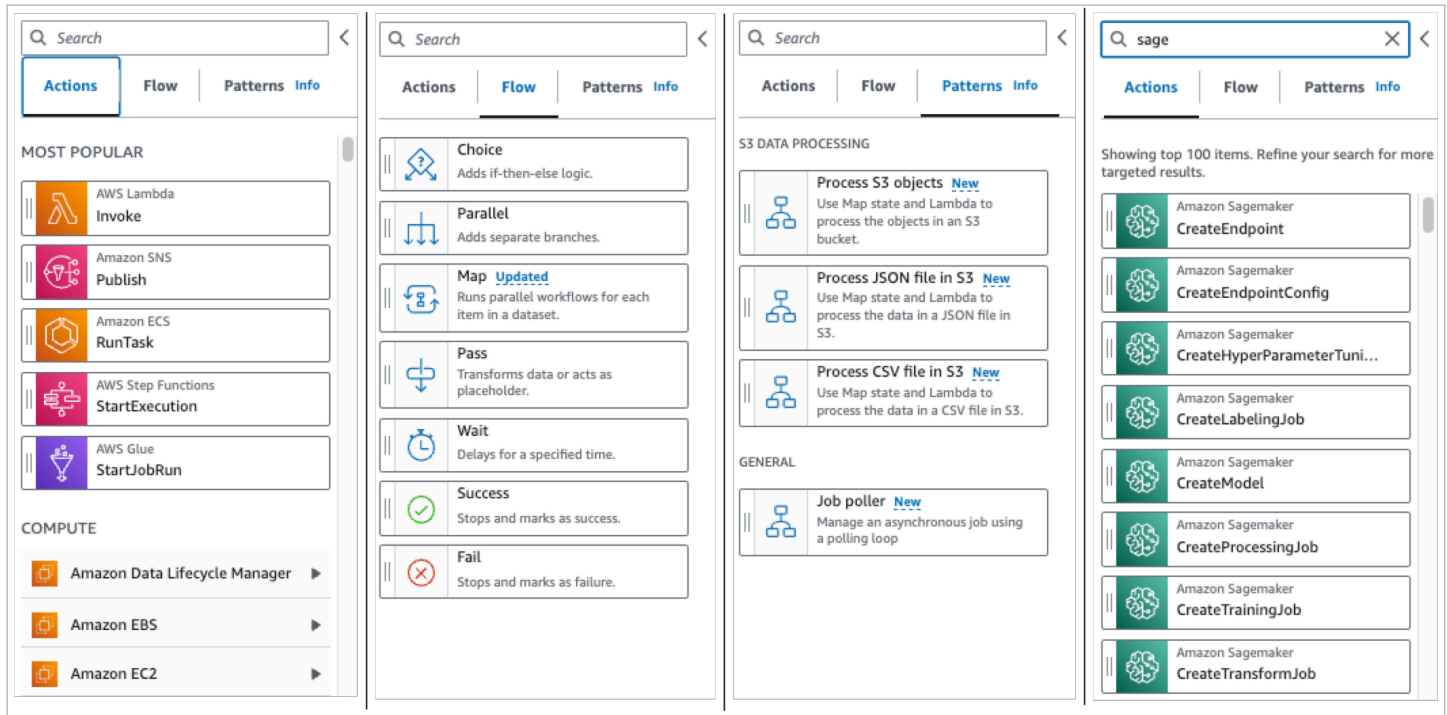 Search
Actions
Flow
Patterns Info
MOST POPULAR
AWS Lambda
Invoke
Amazon SNS
Publish
Amazon ECS
RunTask
AWS Step Functions
StartExecution
AWS Glue
StartJobRun
COMPUTE
Amazon Data Lifecycle Manager
Amazon EBS
Amazon EC2
Search
Actions
Flow
Patterns Info
Choice
Adds if-then-else logic.
Parallel
Adds separate branches.
Map Updated
Runs parallel workflows for each
item in a dataset.
Pass
Transforms data or acts as
placeholder.
Wait
Delays for a specified time.
Success
Stops and marks as success.
Fail
Stops and marks as failure.
Search
Actions
Flow
Patterns Info
S3 DATA PROCESSING
Process S3 objects New
Use Map state and Lambda to
process the objects in an S3
bucket.
Process JSON file in S3 New
Use Map state and Lambda to
process the data in a JSON file in
S3.
Process CSV file in S3 New
Use Map state and Lambda to
process the data in a CSV file in S3.
GENERAL
Job poller New
Manage an asynchronous job using
a polling loop
sage
Actions
Flow
Patterns Info
Showing top 100 items. Refine your search for more
targeted results.
Amazon Sagemaker
CreateEndpoint
Amazon Sagemaker
CreateEndpointConfig
Amazon Sagemaker
CreateHyperParameterTuni...
Amazon Sagemaker
CreateLabelingJob
Amazon Sagemaker
CreateModel
Amazon Sagemaker
CreateProcessingJob
Amazon Sagemaker
CreateTrainingJob
Amazon Sagemaker
CreateTransformJob